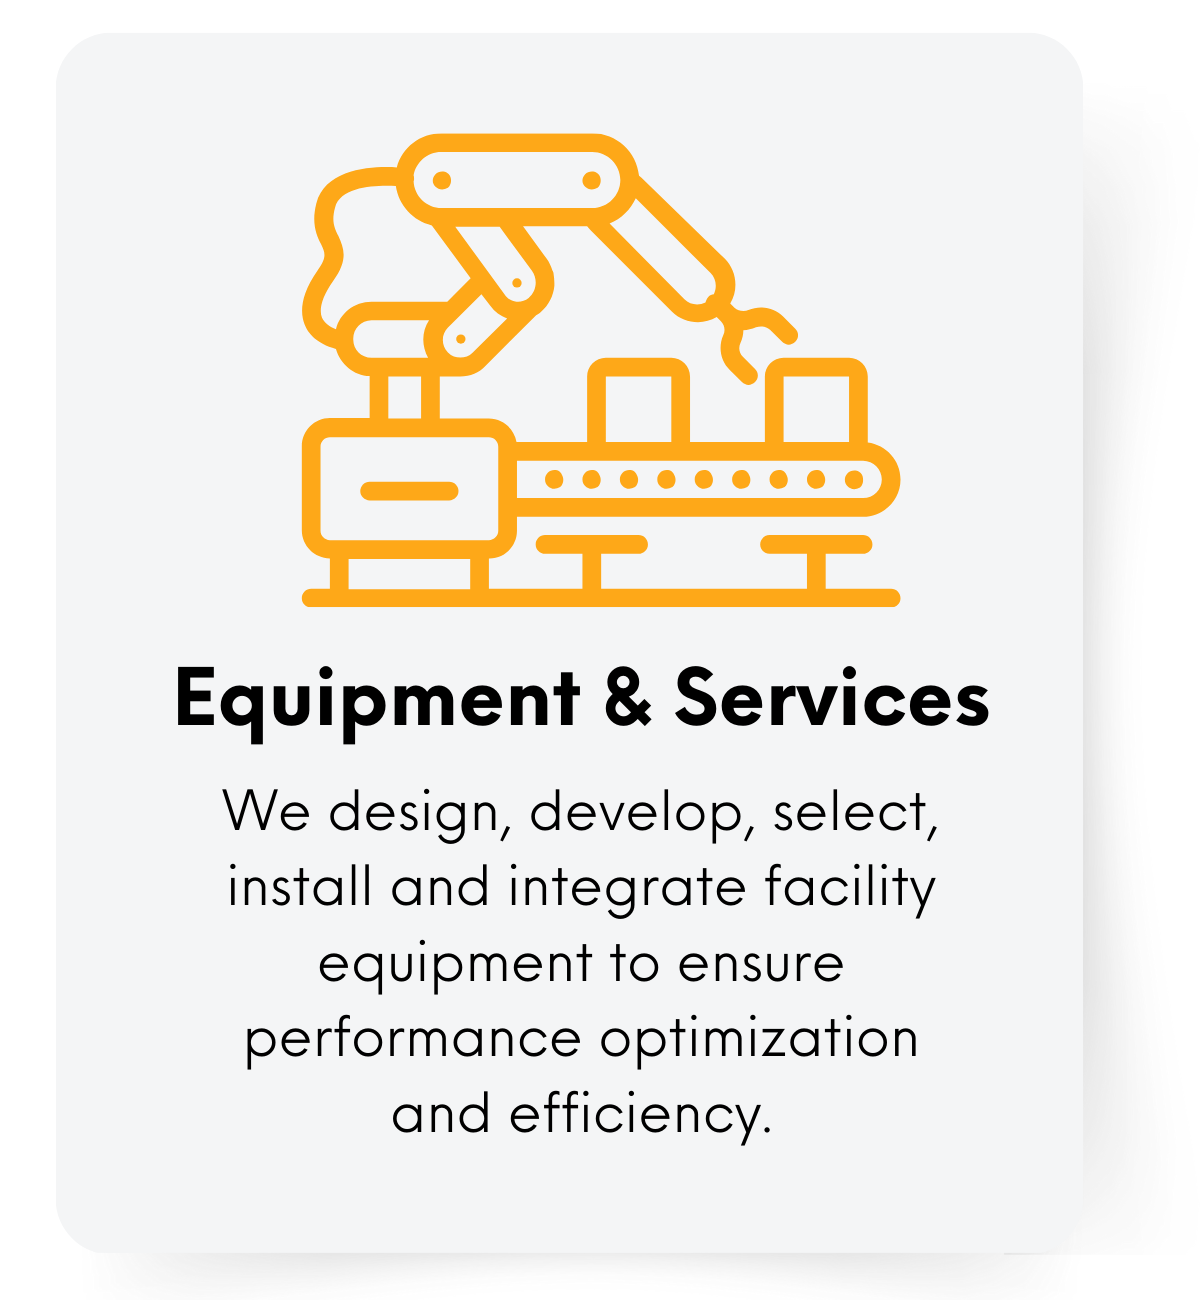 Equipment & Services
We design, develop, select,
install and integrate facility
equipment to ensure
performance optimization
and efficiency.